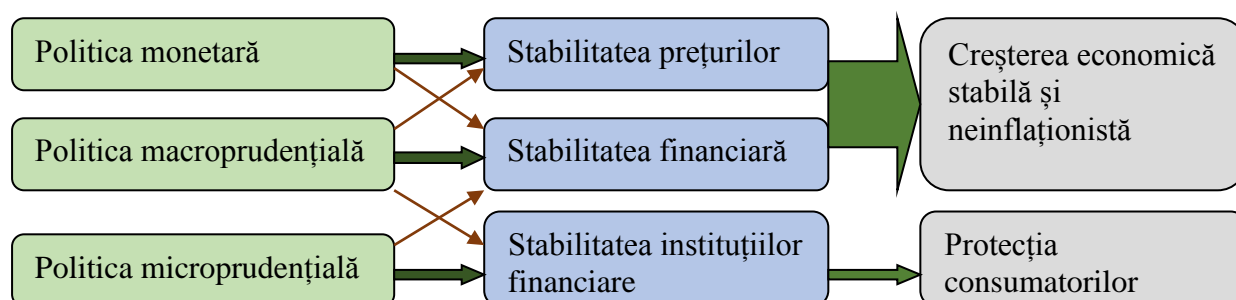 Politica monetară
Stabilitatea prețurilor
Creșterea economică
stabilă și
neinflaționistă
Politica macroprudențială
Stabilitatea financiară
Politica microprudențială
Stabilitatea instituțiilor
financiare
Protecția
consumatorilor